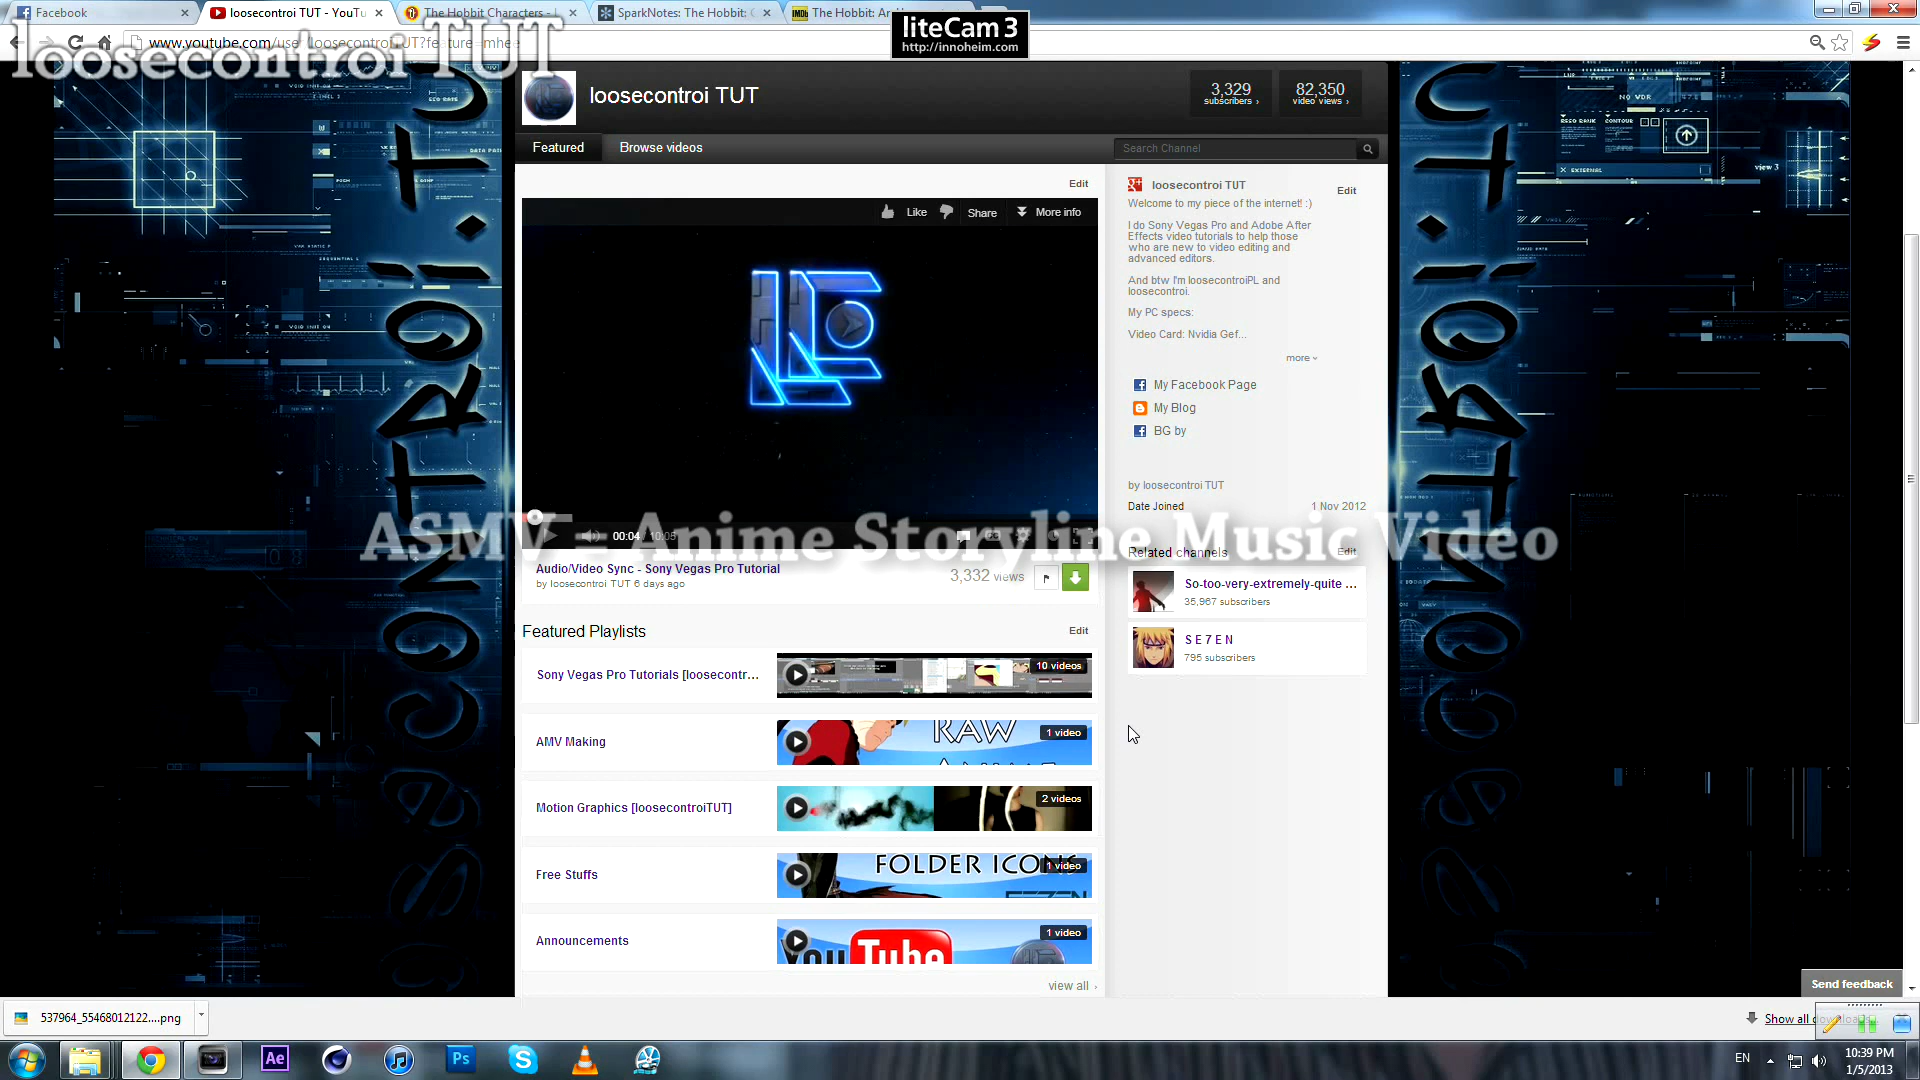 Facebook
loosecontroi TUT - YouTu
The Hobbit Characters - L
SparkNotes: The Hobbit:
IMDb The Hobbit: An
liteCam 3
http://innoheim.com
loosecontroi TUT
loosecontroi TUT
3,329
subscribers ›
82,350
video views ›
Featured
Browse videos
Search Channel
Edit
Like
Share
More info
loosecontroi TUT
Edit
Welcome to my piece of the internet! :)
I do Sony Vegas Pro and Adobe After
Effects video tutorials to help those
who are new to video editing and
advanced editors.
And btw I'm loosecontroiPL and
loosecontroi.
My PC specs:
Video Card: Nvidia Gef...
more
My Facebook Page
My Blog
BG by
by loosecontroi TUT
Date Joined
1 Nov 2012
ASMV = Anime Storyline Music Video
00:04
Related channels
Edit
Audio/Video Sync - Sony Vegas Pro Tutorial
by loosecontroi TUT 6 days ago
3,332 views
So-too-very-extremely-quite ...
35,967 subscribers
S E 7 E N
795 subscribers
Featured Playlists
Edit
Sony Vegas Pro Tutorials [loosecontr...
10 videos
AMV Making
RAW
1 video
Motion Graphics [loosecontroiTUT]
2 videos
Free Stuffs
FOLDER ICONS
1 video
Announcements
YouTube
1 video
view all ›
Send feedback
537964_55468012122....png
Show all downloads...
Ae
Ps
EN
10:39 PM
1/5/2013